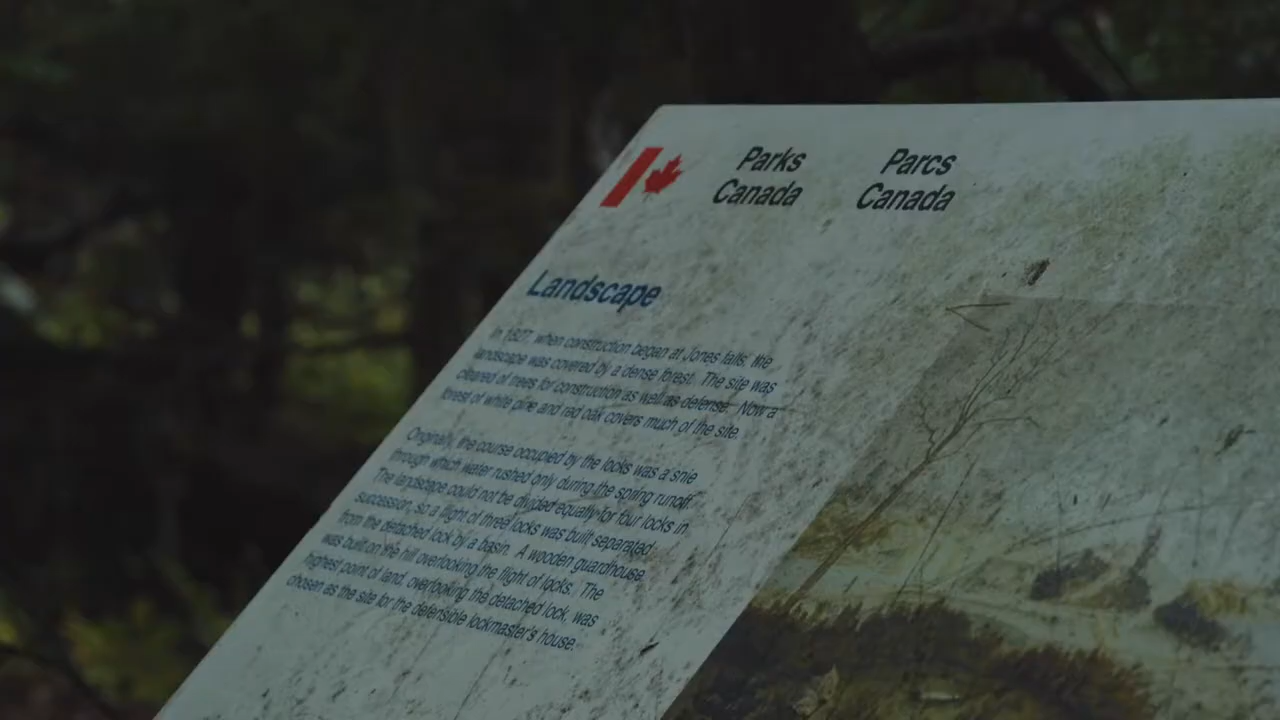 Parks Canada
Parcs Canada
Landscape
In 1827, when construction began at Jones falls, the
landscape was covered by a dense forest. The site was
cleared of trees for construction as well as defense. Now a
forest of white pine and red oak covers much of the site.
Originally, the course occupied by the locks was a snie
through which water rushed only during the spring runoff.
The landscape could not be divided equally for four locks in
succession, so a flight of three locks was built separated
from the detached lock by a basin. A wooden guardhouse
was built on the hill overlooking the flight of locks. The
highest point of land, overlooking the detached lock, was
chosen as the site for the defensible lockmaster's house.